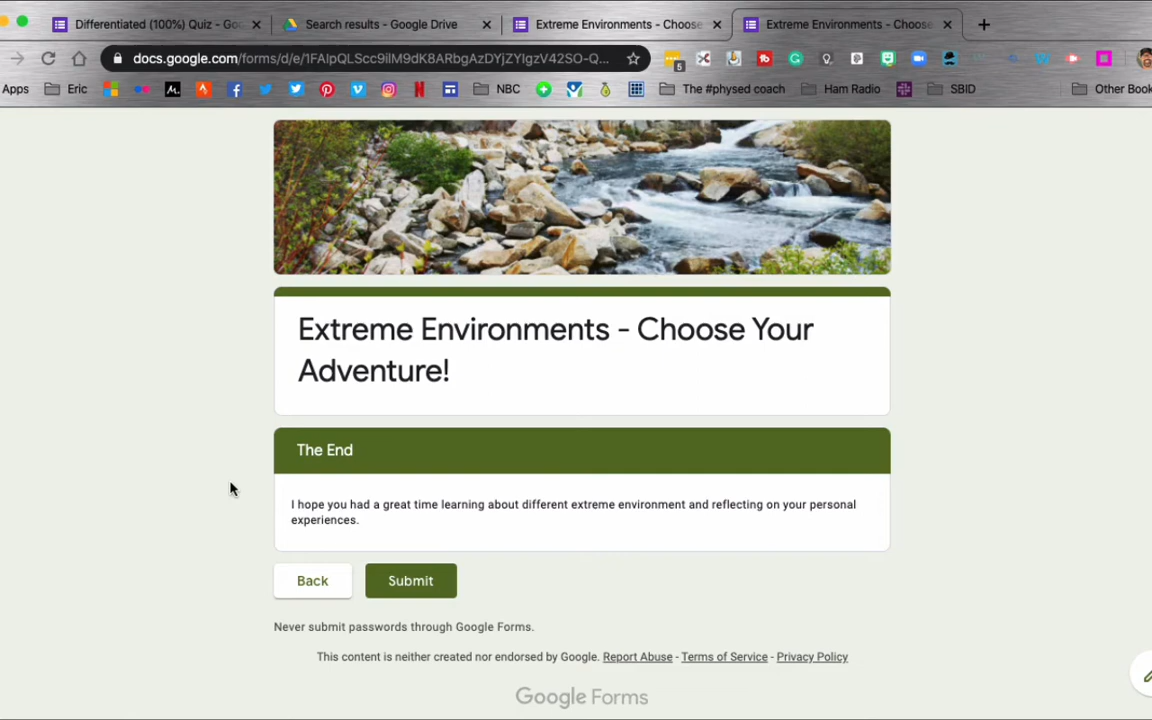 Differentiated (100%) Quiz - Goo
Search results - Google Drive
Extreme Environments - Choose
Extreme Environments - Choose
docs.google.com/forms/d/e/1FAIpQLScc9ilM9dK8ARbgAzDYjZYIgzV42SO-Q...
5
Apps
Eric
NBC
The #physed coach
Ham Radio
SBID
Other Book
Extreme Environments - Choose Your
Adventure!
The End
I hope you had a great time learning about different extreme environment and reflecting on your personal
experiences.
Back
Submit
Never submit passwords through Google Forms.
This content is neither created nor endorsed by Google. Report Abuse - Terms of Service - Privacy Policy
Google Forms